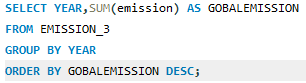 SELECT YEAR,SUM(emission) AS GOBALEMISSION
FROM EMISSION_3
GROUP BY YEAR
ORDER BY GOBALEMISSION DESC;